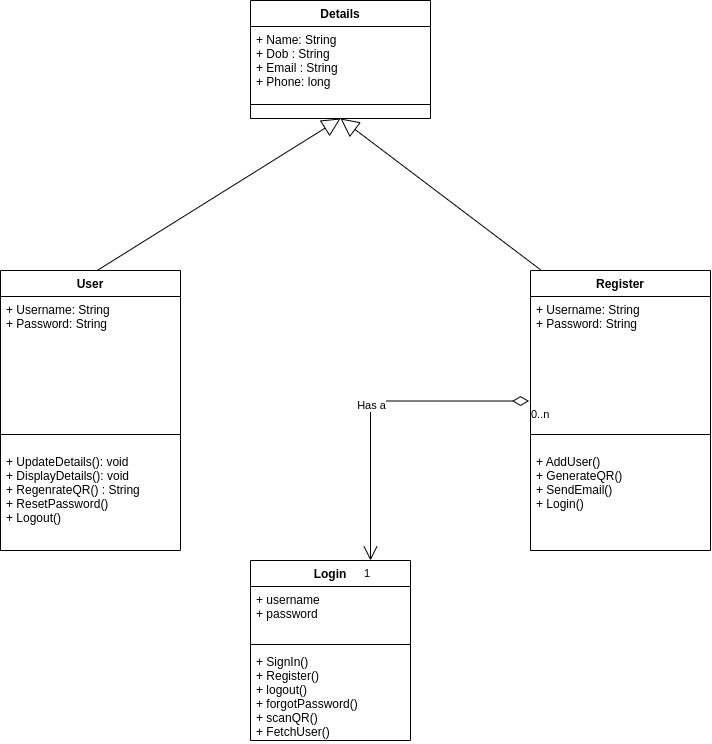 Details
+ Name: String
+ Dob : String
+ Email : String
+ Phone: long
User
+ Username: String
+ Password: String
+ UpdateDetails(): void
+ DisplayDetails(): void
+ RegenrateQR() : String
+ ResetPassword()
+ Logout()
Register
+ Username: String
+ Password: String
+ AddUser()
+ GenerateQR()
+ SendEmail()
+ Login()
Has a
0..n
Login
1
+ username
+ password
+ SignIn()
+ Register()
+ logout()
+ forgotPassword()
+ scanQR()
+ FetchUser()